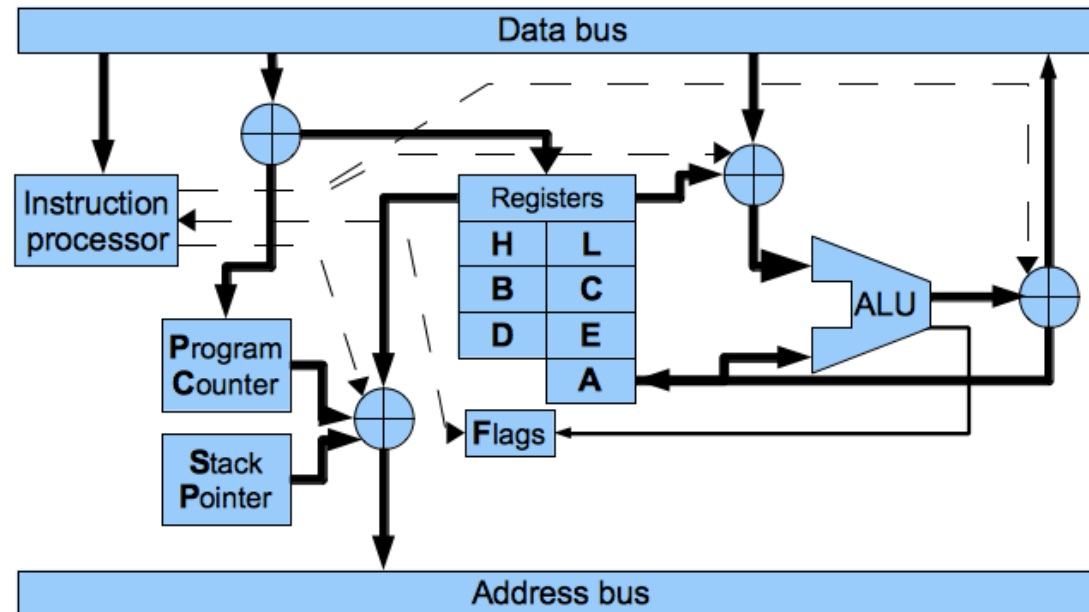 Data bus
Instruction
processor
Registers
H L
B C
D E
A
ALU
Program
Counter
Flags
Stack
Pointer
Address bus